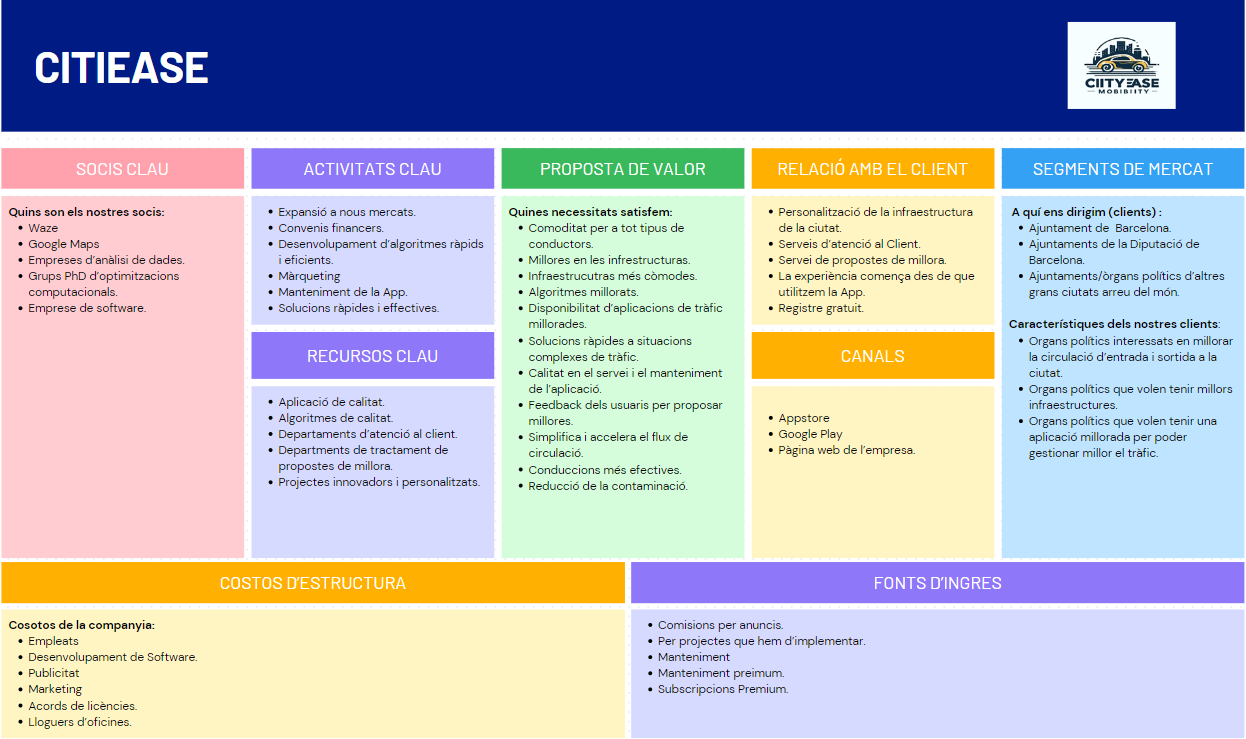 CITIEASE
CIITYEASE
MOBIBIITY
SOCIS CLAU
Quins son els nostres socis:
• Waze
• Google Maps
• Empreses d'anàlisi de dades.
• Grups PhD d'optimitzacions
computacionals.
• Emprese de software.
ACTIVITATS CLAU
• Expansió a nous mercats.
• Convenis financers.
• Desenvolupament d'algoritmes ràpids
i eficients.
• Màrqueting
• Manteniment de la App.
• Solucions ràpides i effectives.
RECURSOS CLAU
• Aplicació de calitat.
• Algoritmes de calitat.
• Departaments d'atenció al client.
• Departments de tractament de
propostes de millora.
• Projectes innovadors i personalitzats.
PROPOSTA DE VALOR
Quines necessitats satisfem:
• Comoditat per a tot tipus de
conductors.
• Millores en les infrestructures.
• Infraestrucutras més còmodes.
• Algoritmes millorats.
• Disponibilitat d'aplicacions de tràfic
millorades.
• Solucions ràpides a situacions
complexes de tràfic.
• Calitat en el servei i el manteniment
de l'aplicació.
• Feedback dels usuaris per proposar
millores.
• Simplifica i accelera el flux de
circulació.
• Conduccions més efectives.
• Reducció de la contaminació.
RELACIÓ AMB EL CLIENT
• Personalització de la infraestructura
de la ciutat.
• Serveis d'atenció al Client.
• Servei de propostes de millora.
• La experiència comença des de que
utilitzem la App.
• Registre gratuit.
CANALS
• Appstore
• Google Play
• Pàgina web de l'empresa.
SEGMENTS DE MERCAT
A quí ens dirigim (clients) :
• Ajuntament de Barcelona.
• Ajuntaments de la Diputació de
Barcelona.
• Ajuntaments/òrgans polítics d'altres
grans ciutats arreu del món.
Característiques dels nostres clients:
• Organs polítics interessats en millorar
la circulació d'entrada i sortida a la
ciutat.
• Organs polítics que volen tenir millors
infraestructures.
• Organs polítics que volen tenir una
aplicació millorada per poder
gestionar millor el tràfic.
COSTOS D'ESTRUCTURA
Cosotos de la companyia:
• Empleats
• Desenvolupament de Software.
• Publicitat
• Marketing
• Acords de licències.
• Lloguers d'oficines.
FONTS D'INGRES
• Comisions per anuncis.
• Per projectes que hem d'implementar.
• Manteniment
• Manteniment preimum.
• Subscripcions Premium.